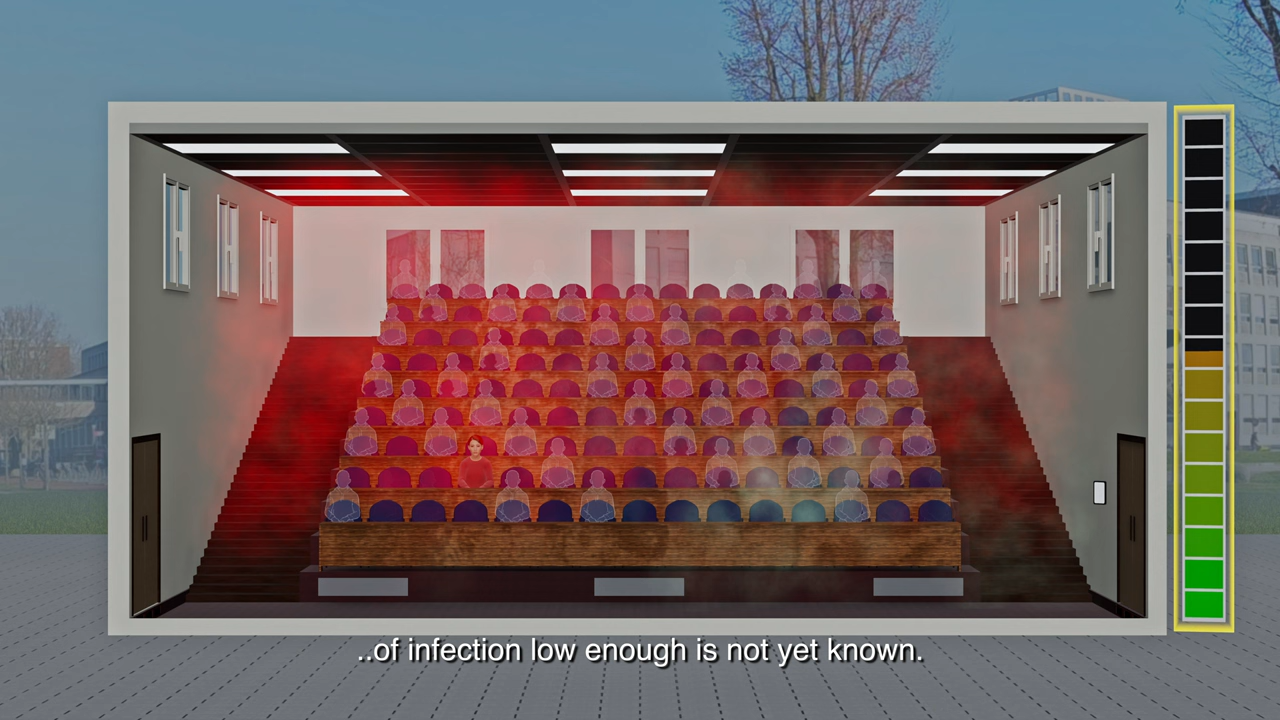 ..of infection low enough is not yet known.